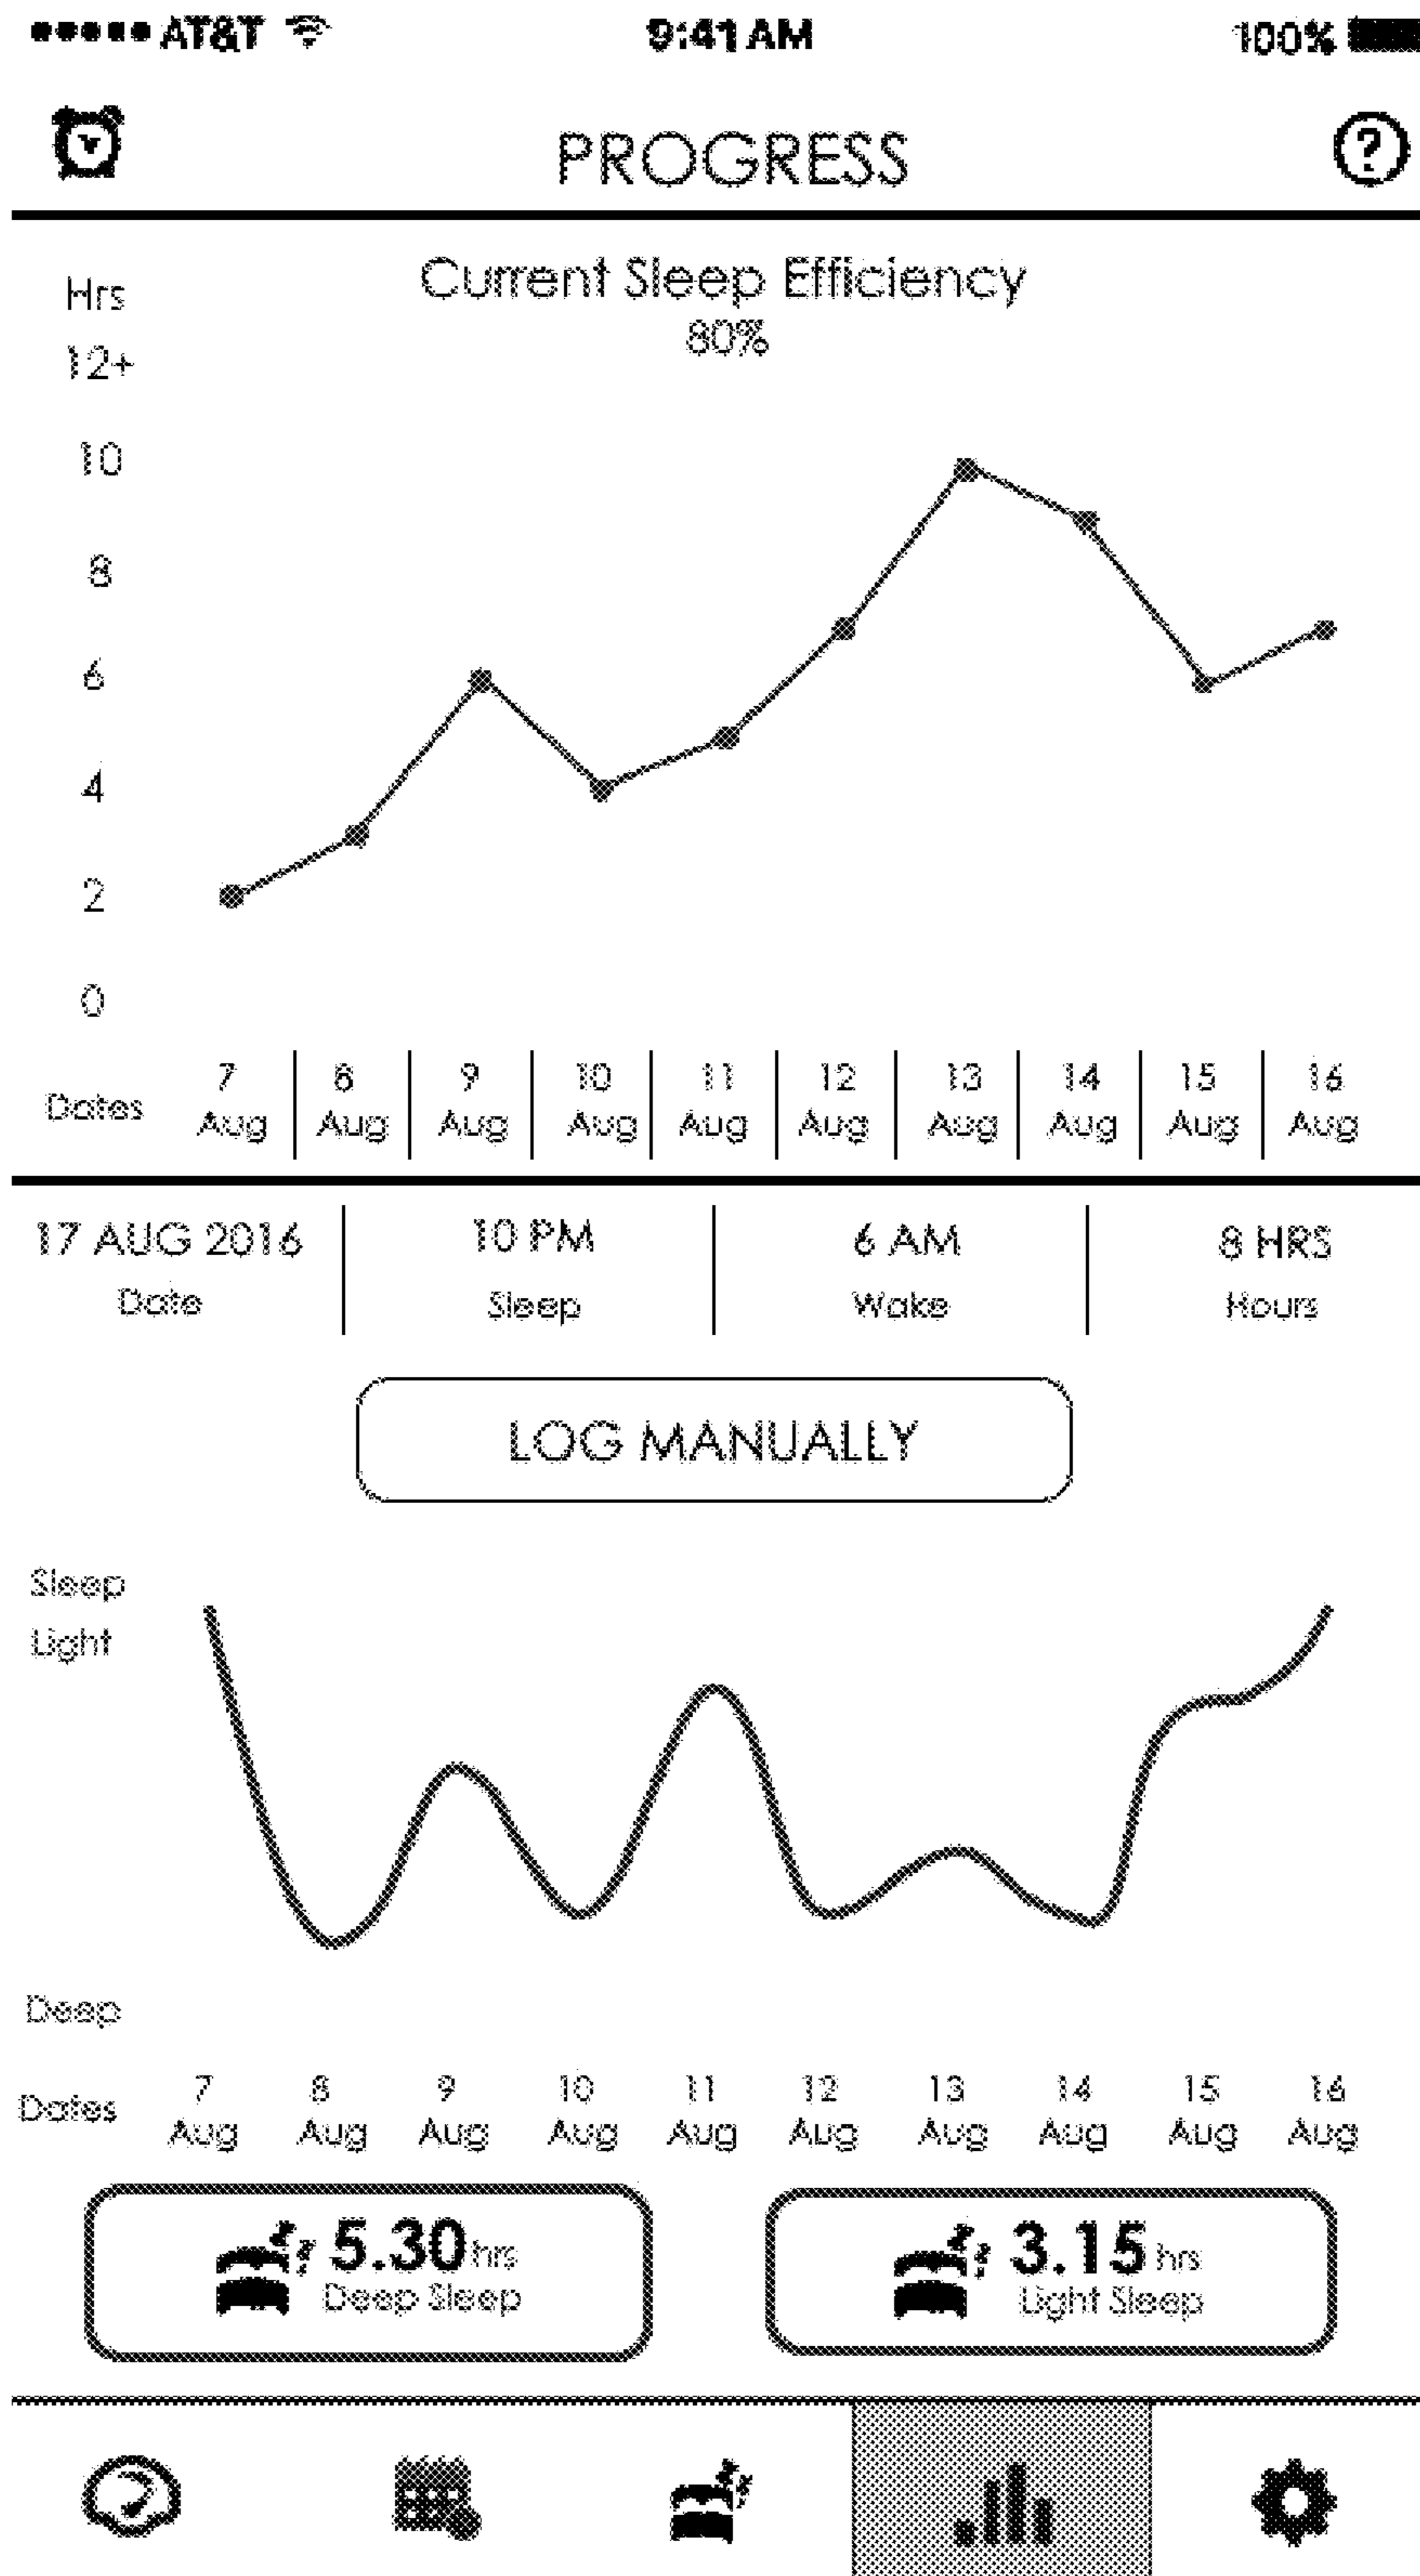 AT&T 9:41 AM 100%
PROGRESS
?
Current Sleep Efficiency
80%
Hrs
12+
10
8
6
4
2
0
Dates 7 Aug 8 Aug 9 Aug 10 Aug 11 Aug 12 Aug 13 Aug 14 Aug 15 Aug 16 Aug
17 AUG 2016 10 PM 6 AM 8 HRS
Date Sleep Wake Hours
LOG MANUALLY
Sleep
Light
Deep
Dates 7 Aug 8 Aug 9 Aug 10 Aug 11 Aug 12 Aug 13 Aug 14 Aug 15 Aug 16 Aug
5.30 hrs 3.15 hrs
Deep Sleep Light Sleep